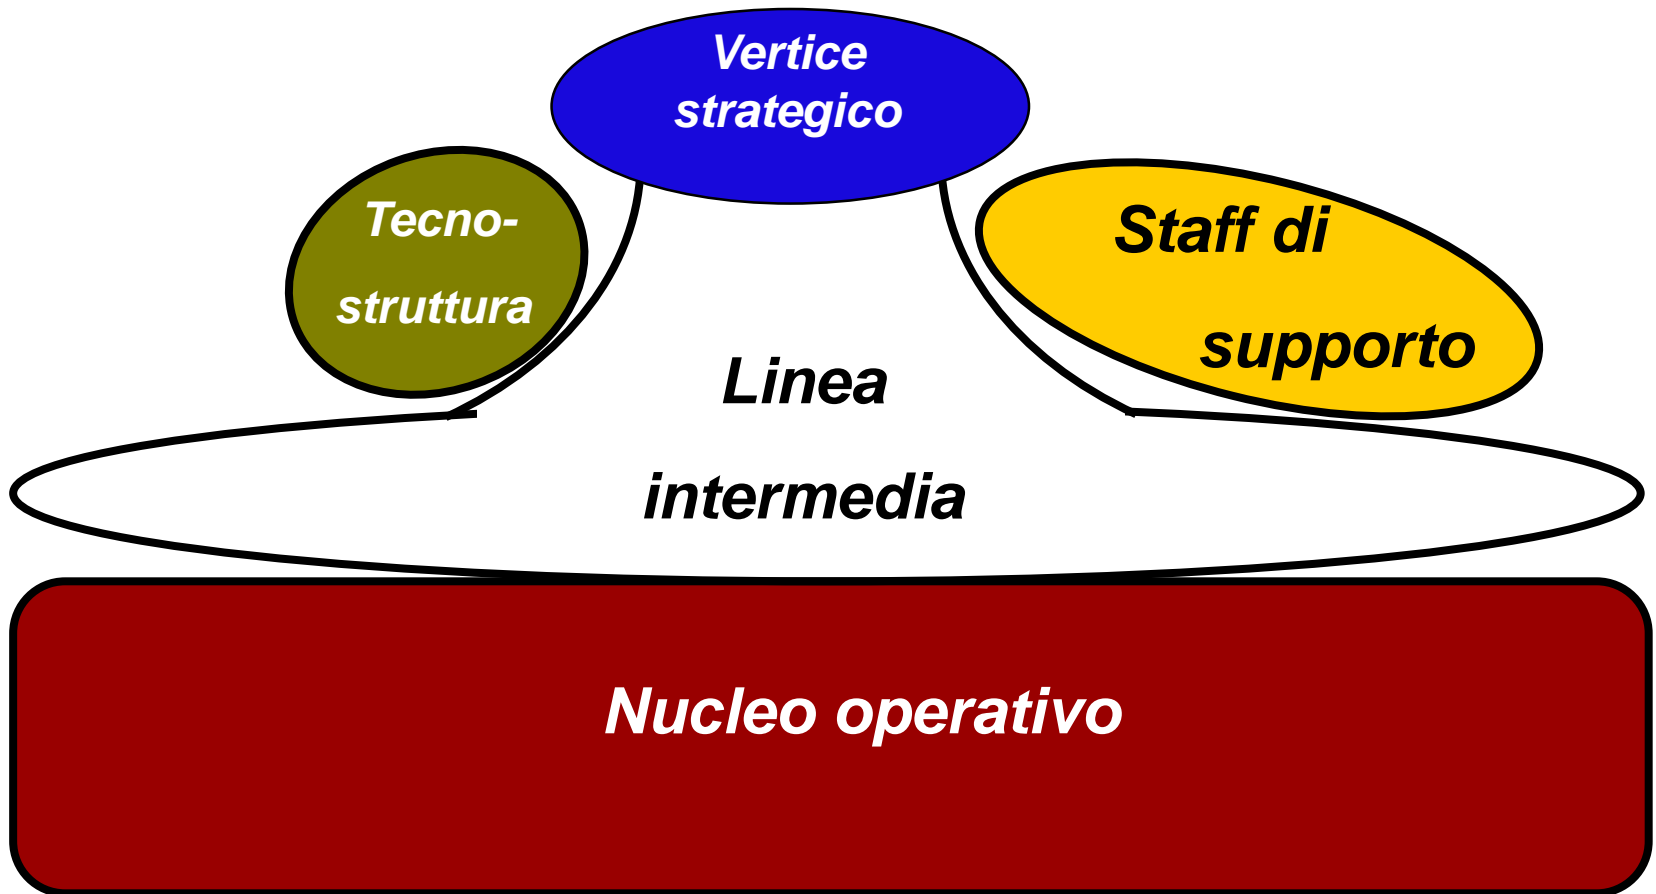 Vertice
strategico
Tecno-
struttura
Staff di
supporto
Linea
intermedia
Nucleo operativo